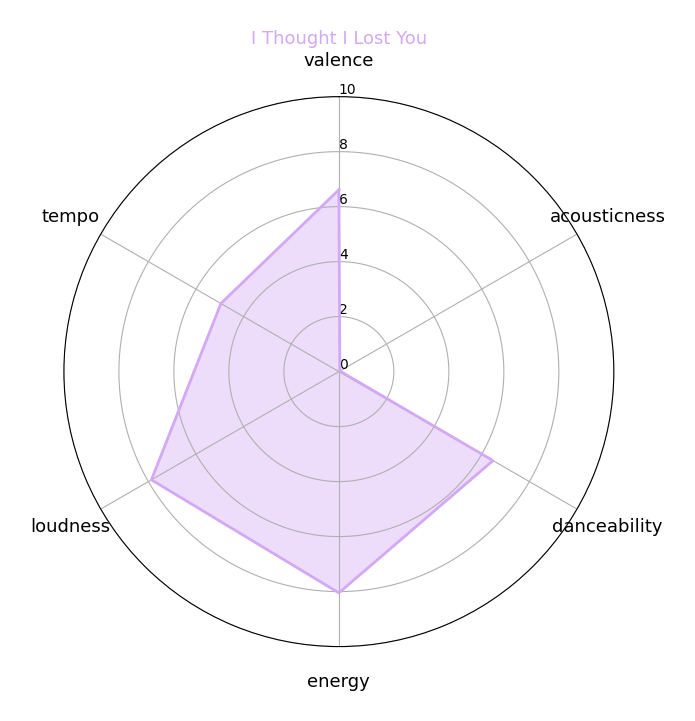 I Thought I Lost You
valence
10
8
6
4
2
0
tempo
acousticness
loudness
danceability
energy